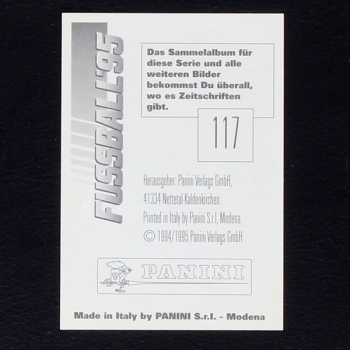 FUSSBALL'95
Das Sammelalbum für
diese Serie und alle
weiteren Bilder
bekommst Du überall,
wo es Zeitschriften
gibt.
117
Herausgeber: Panini Verlags GmbH,
41334 Nettetal-Kaldenkirchen.
Printed in Italy by Panini S.r.l., Modena.
© 1994/1995 Panini Verlags GmbH
PANINI
Made in Italy by PANINI S.r.l. - Modena